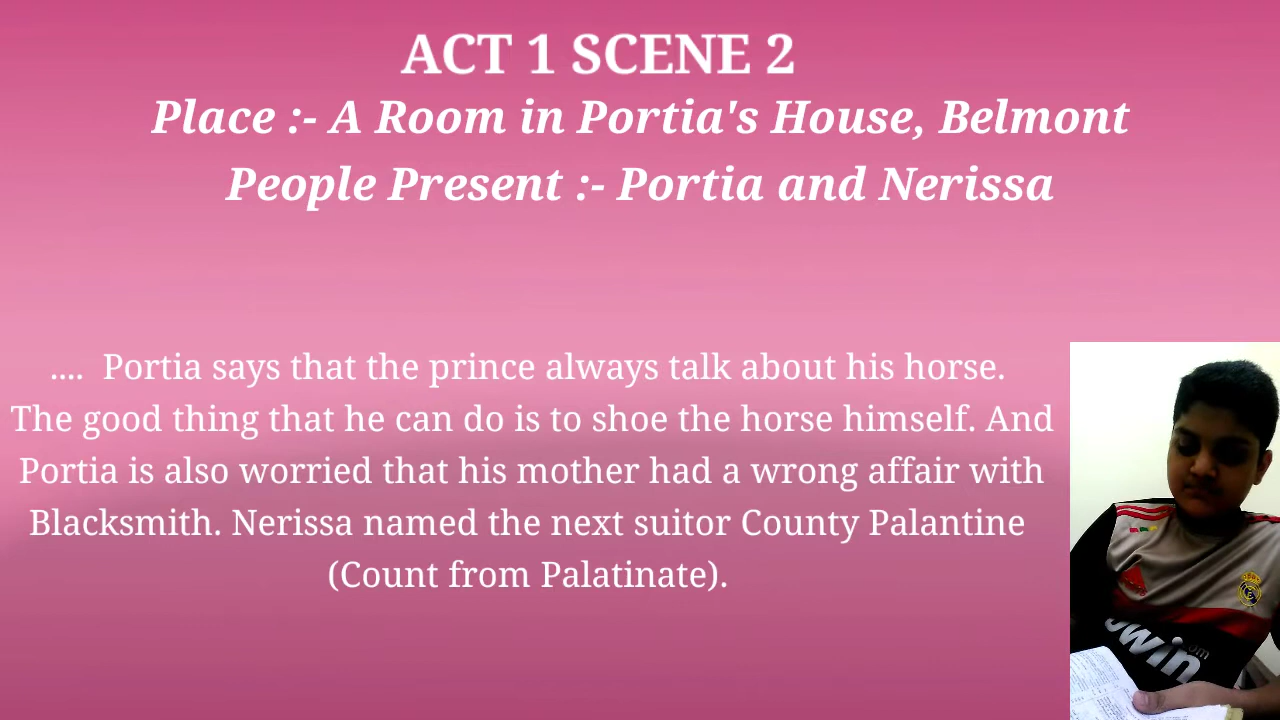 ACT 1 SCENE 2
Place :- A Room in Portia's House, Belmont
People Present :- Portia and Nerissa
.... Portia says that the prince always talk about his horse.
The good thing that he can do is to shoe the horse himself. And
Portia is also worried that his mother had a wrong affair with
Blacksmith. Nerissa named the next suitor County Palantine
(Count from Palatinate).
win